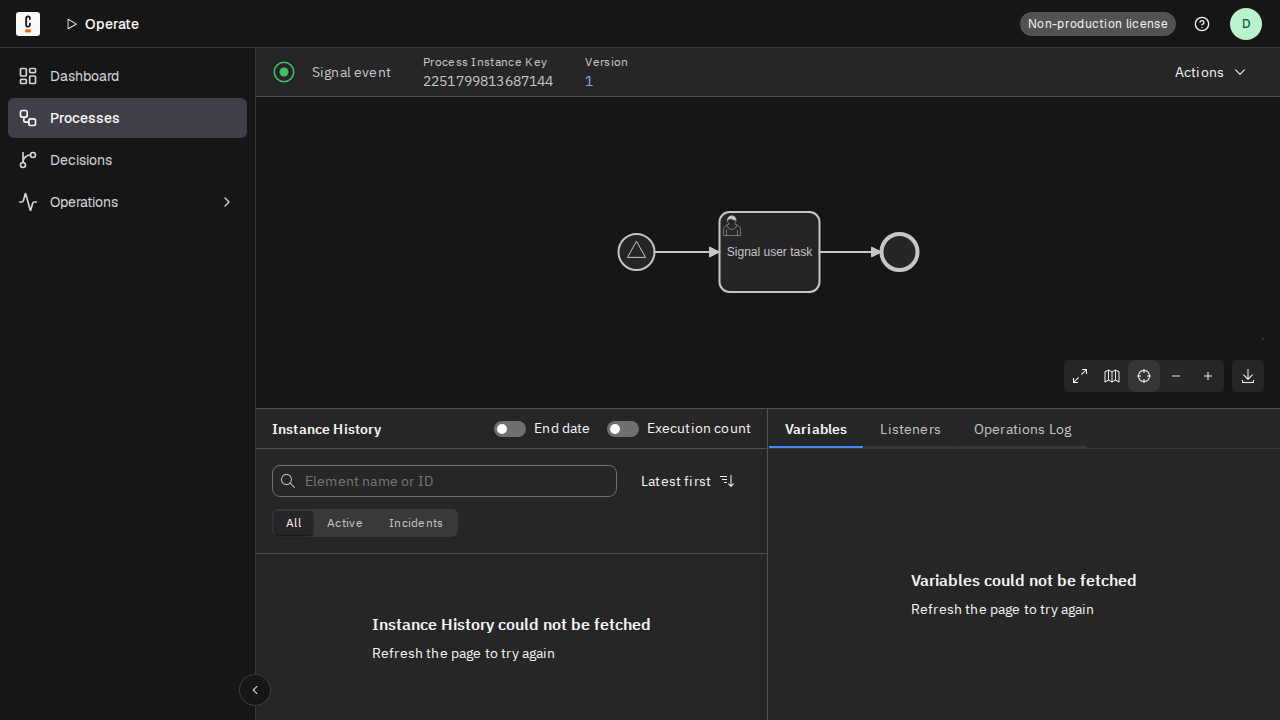 Operate
Non-production license
D
Dashboard
Processes
Decisions
Operations
Signal event
Process Instance Key
2251799813687144
Version
1
Actions
Signal user task
Instance History
End date
Execution count
Element name or ID
Latest first
All
Active
Incidents
Instance History could not be fetched
Refresh the page to try again
Variables
Listeners
Operations Log
Variables could not be fetched
Refresh the page to try again